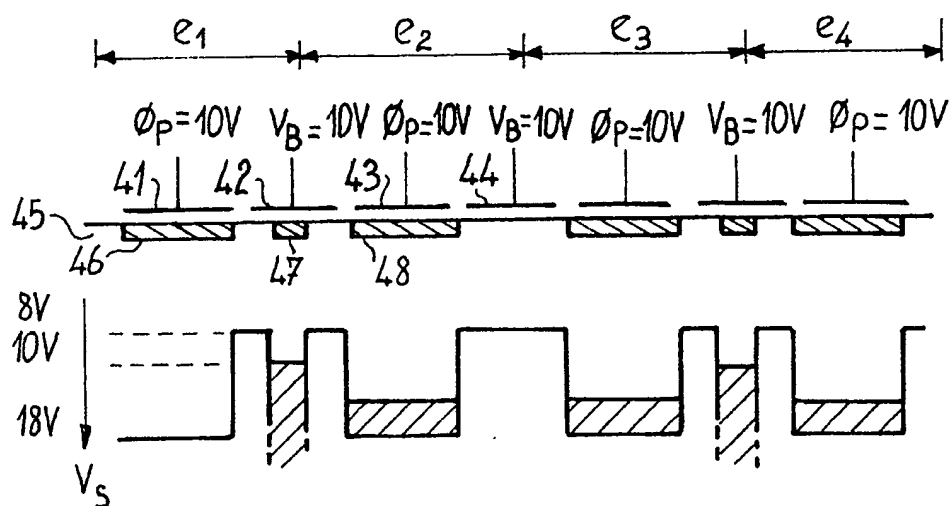 e1 e2 e3 e4
ØP=10V VB=10V ØP=10V VB=10V ØP=10V VB=10V ØP=10V
41 42 43 44
45
46 47 48
8V
10V
18V
VS